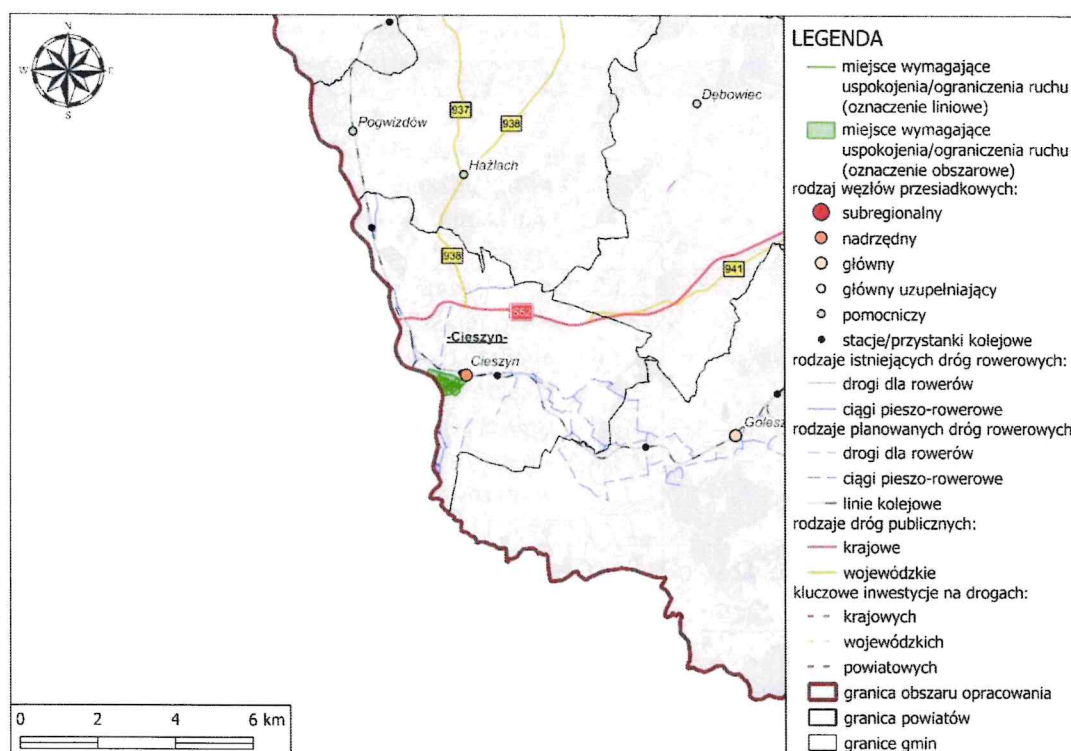 N
W
E
S
937
938
Dębowiec
Pogwizdów
Hażlach
938
941
S52
-Cieszyn-
Cieszyn
Golesz
0 2 4 6 km
LEGENDA
miejsce wymagające
uspokojenia/ograniczenia ruchu
(oznaczenie liniowe)
miejsce wymagające
uspokojenia/ograniczenia ruchu
(oznaczenie obszarowe)
rodzaj węzłów przesiadkowych:
subregionalny
nadrzędny
główny
główny uzupełniający
pomocniczy
stacje/przystanki kolejowe
rodzaje istniejących dróg rowerowych:
drogi dla rowerów
ciągi pieszo-rowerowe
rodzaje planowanych dróg rowerowych
drogi dla rowerów
ciągi pieszo-rowerowe
linie kolejowe
rodzaje dróg publicznych:
krajowe
wojewódzkie
kluczowe inwestycje na drogach:
krajowych
wojewódzkich
powiatowych
granica obszaru opracowania
granica powiatów
granice gmin